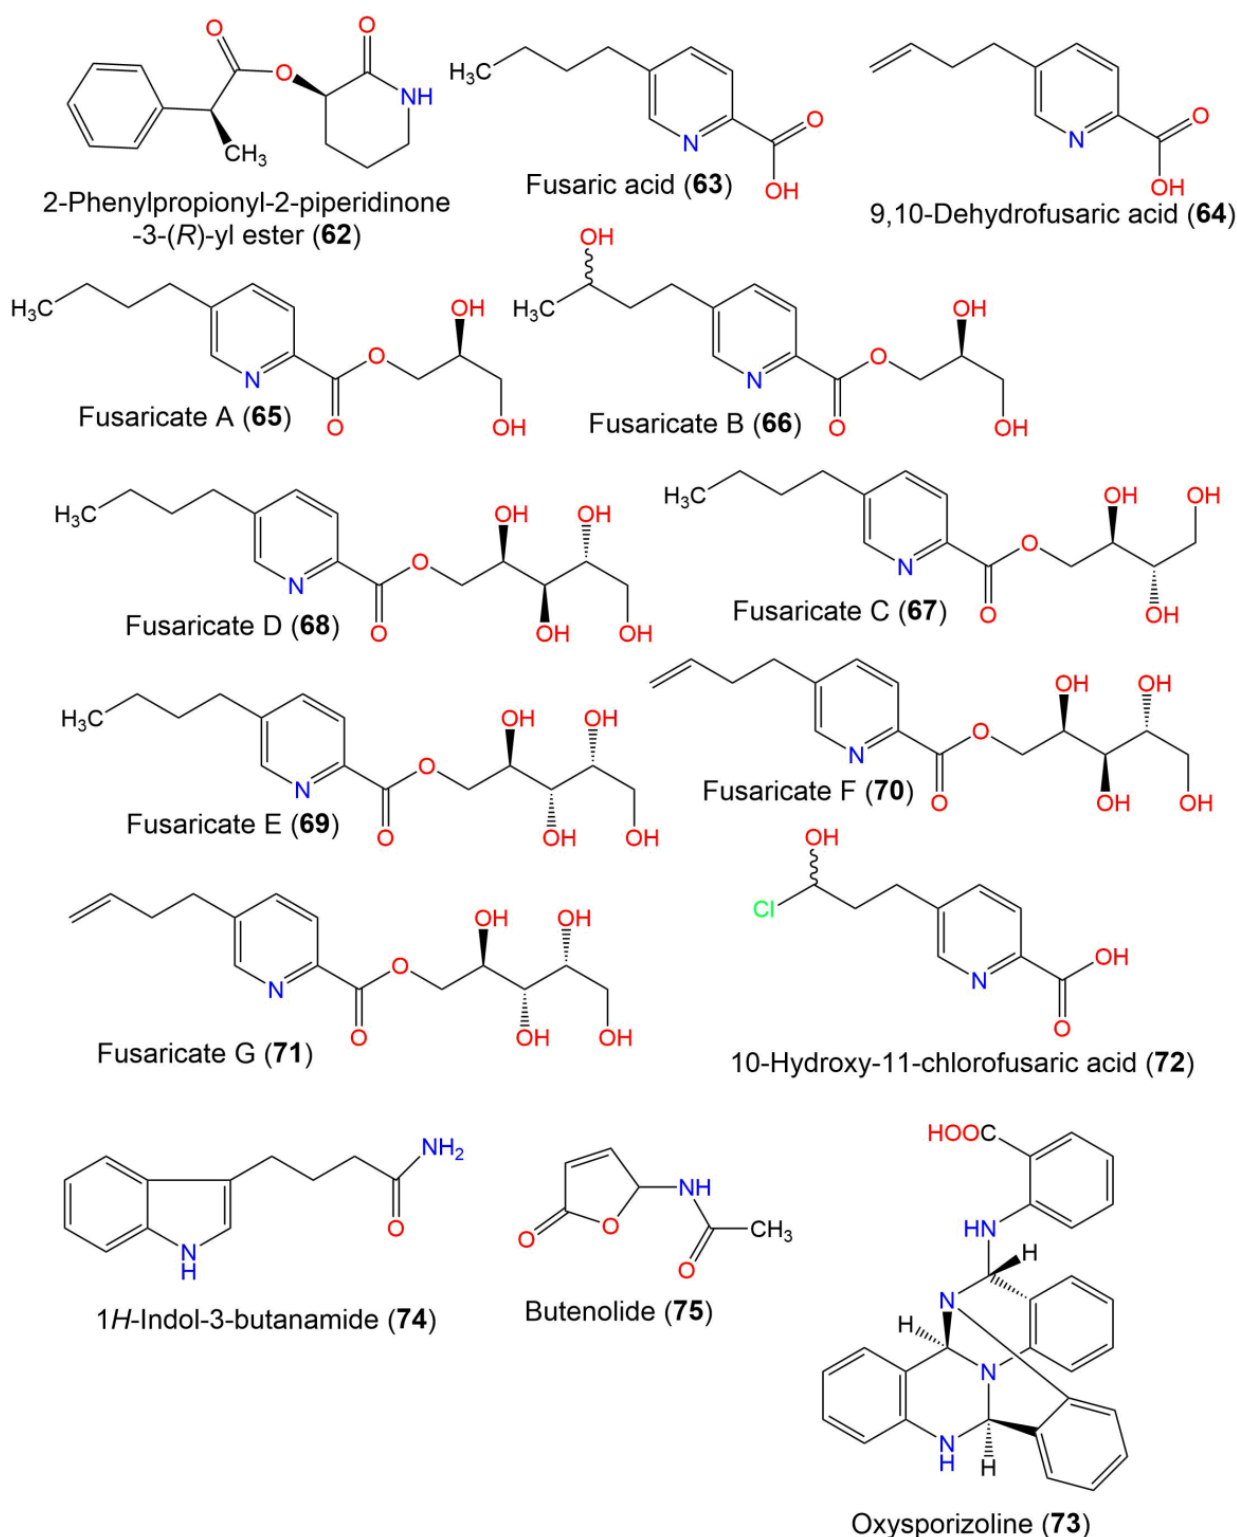 O
O
O
NH
CH3
2-Phenylpropionyl-2-piperidinone
-3-(R)-yl ester (62)
H3C
N
O
OH
Fusaric acid (63)
N
O
OH
9,10-Dehydrofusaric acid (64)
H3C
N
O
O
OH
OH
Fusaricate A (65)
OH
H3C
N
O
O
OH
OH
Fusaricate B (66)
H3C
N
O
O
OH
OH
OH
OH
Fusaricate D (68)
H3C
N
O
O
OH
OH
OH
Fusaricate C (67)
H3C
N
O
O
OH
OH
OH
OH
Fusaricate E (69)
N
O
O
OH
OH
OH
OH
Fusaricate F (70)
N
O
O
OH
OH
OH
OH
Fusaricate G (71)
OH
Cl
N
OH
O
10-Hydroxy-11-chlorofusaric acid (72)
NH2
O
N
H
1H-Indol-3-butanamide (74)
O
O
NH
O
CH3
Butenolide (75)
HOOC
HN
H
N
H
N
N
H
H
Oxysporizoline (73)